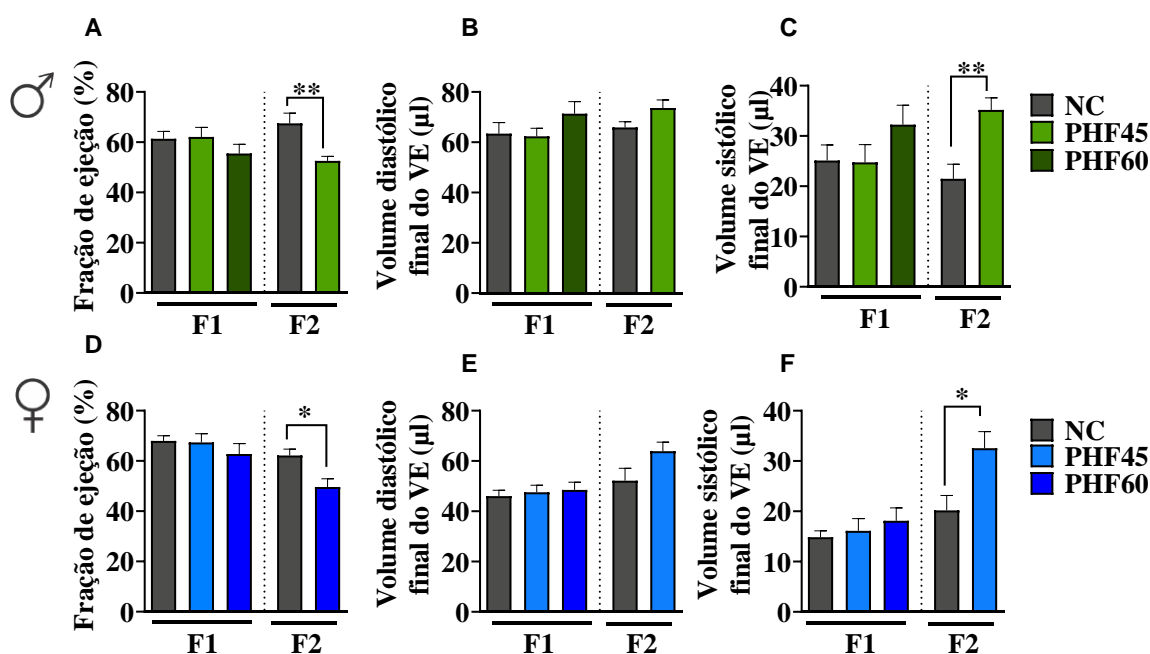 A
B
C
Fração de ejeção (%)
80
60
40
20
0
**
F1
F2
Volume diastólico
final do VE (µl)
80
60
40
20
0
F1
F2
Volume sistólico
final do VE (µl)
40
30
20
10
0
**
F1
F2
NC
PHF45
PHF60
D
E
F
Fração de ejeção (%)
80
60
40
20
0
*
F1
F2
Volume diastólico
final do VE (µl)
80
60
40
20
0
F1
F2
Volume sistólico
final do VE (µl)
40
30
20
10
0
*
F1
F2
NC
PHF45
PHF60